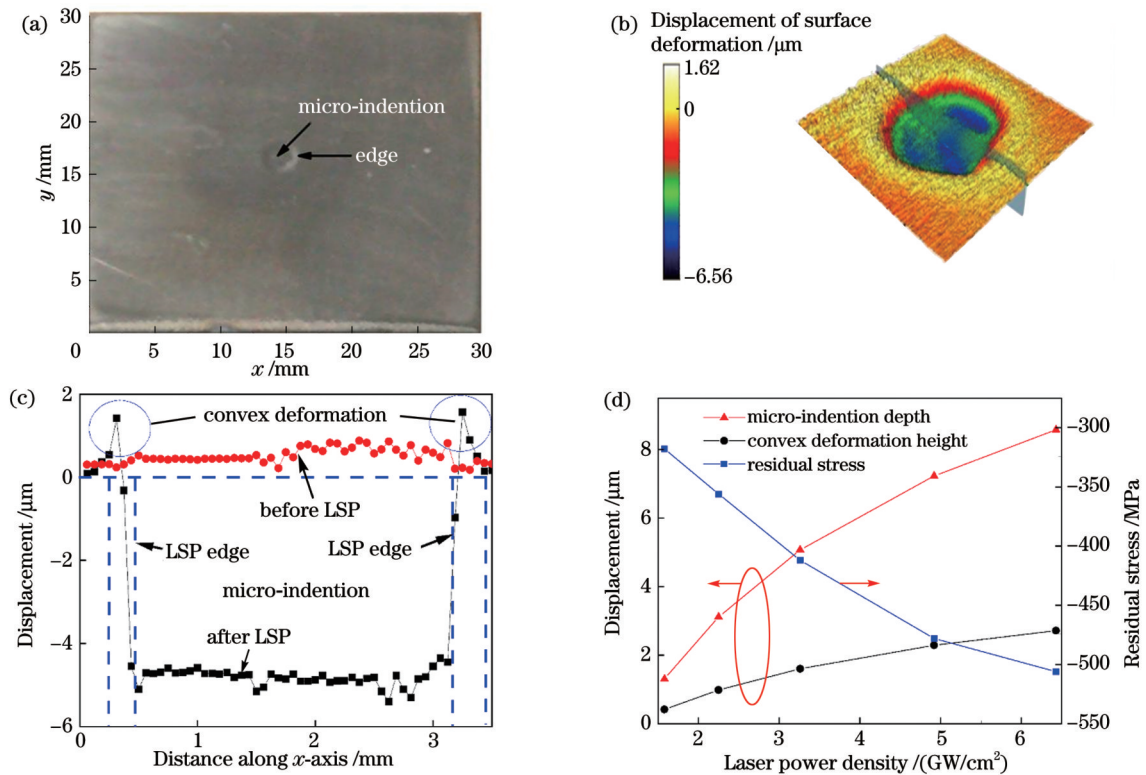 (a)
30
25
20
15
10
5
y /mm
micro-indention
edge
0
5
10
15
20
25
30
x /mm
(b)
Displacement of surface
deformation /μm
1.62
0
−6.56
(c)
2
0
−2
−4
−6
Displacement /μm
convex deformation
before LSP
LSP edge
LSP edge
micro-indention
after LSP
0
1
2
3
Distance along x-axis /mm
(d)
8
6
4
2
0
Displacement /μm
micro-indention depth
convex deformation height
residual stress
−300
−350
−400
−450
−500
−550
Residual stress /MPa
2
3
4
5
6
Laser power density /(GW/cm²)